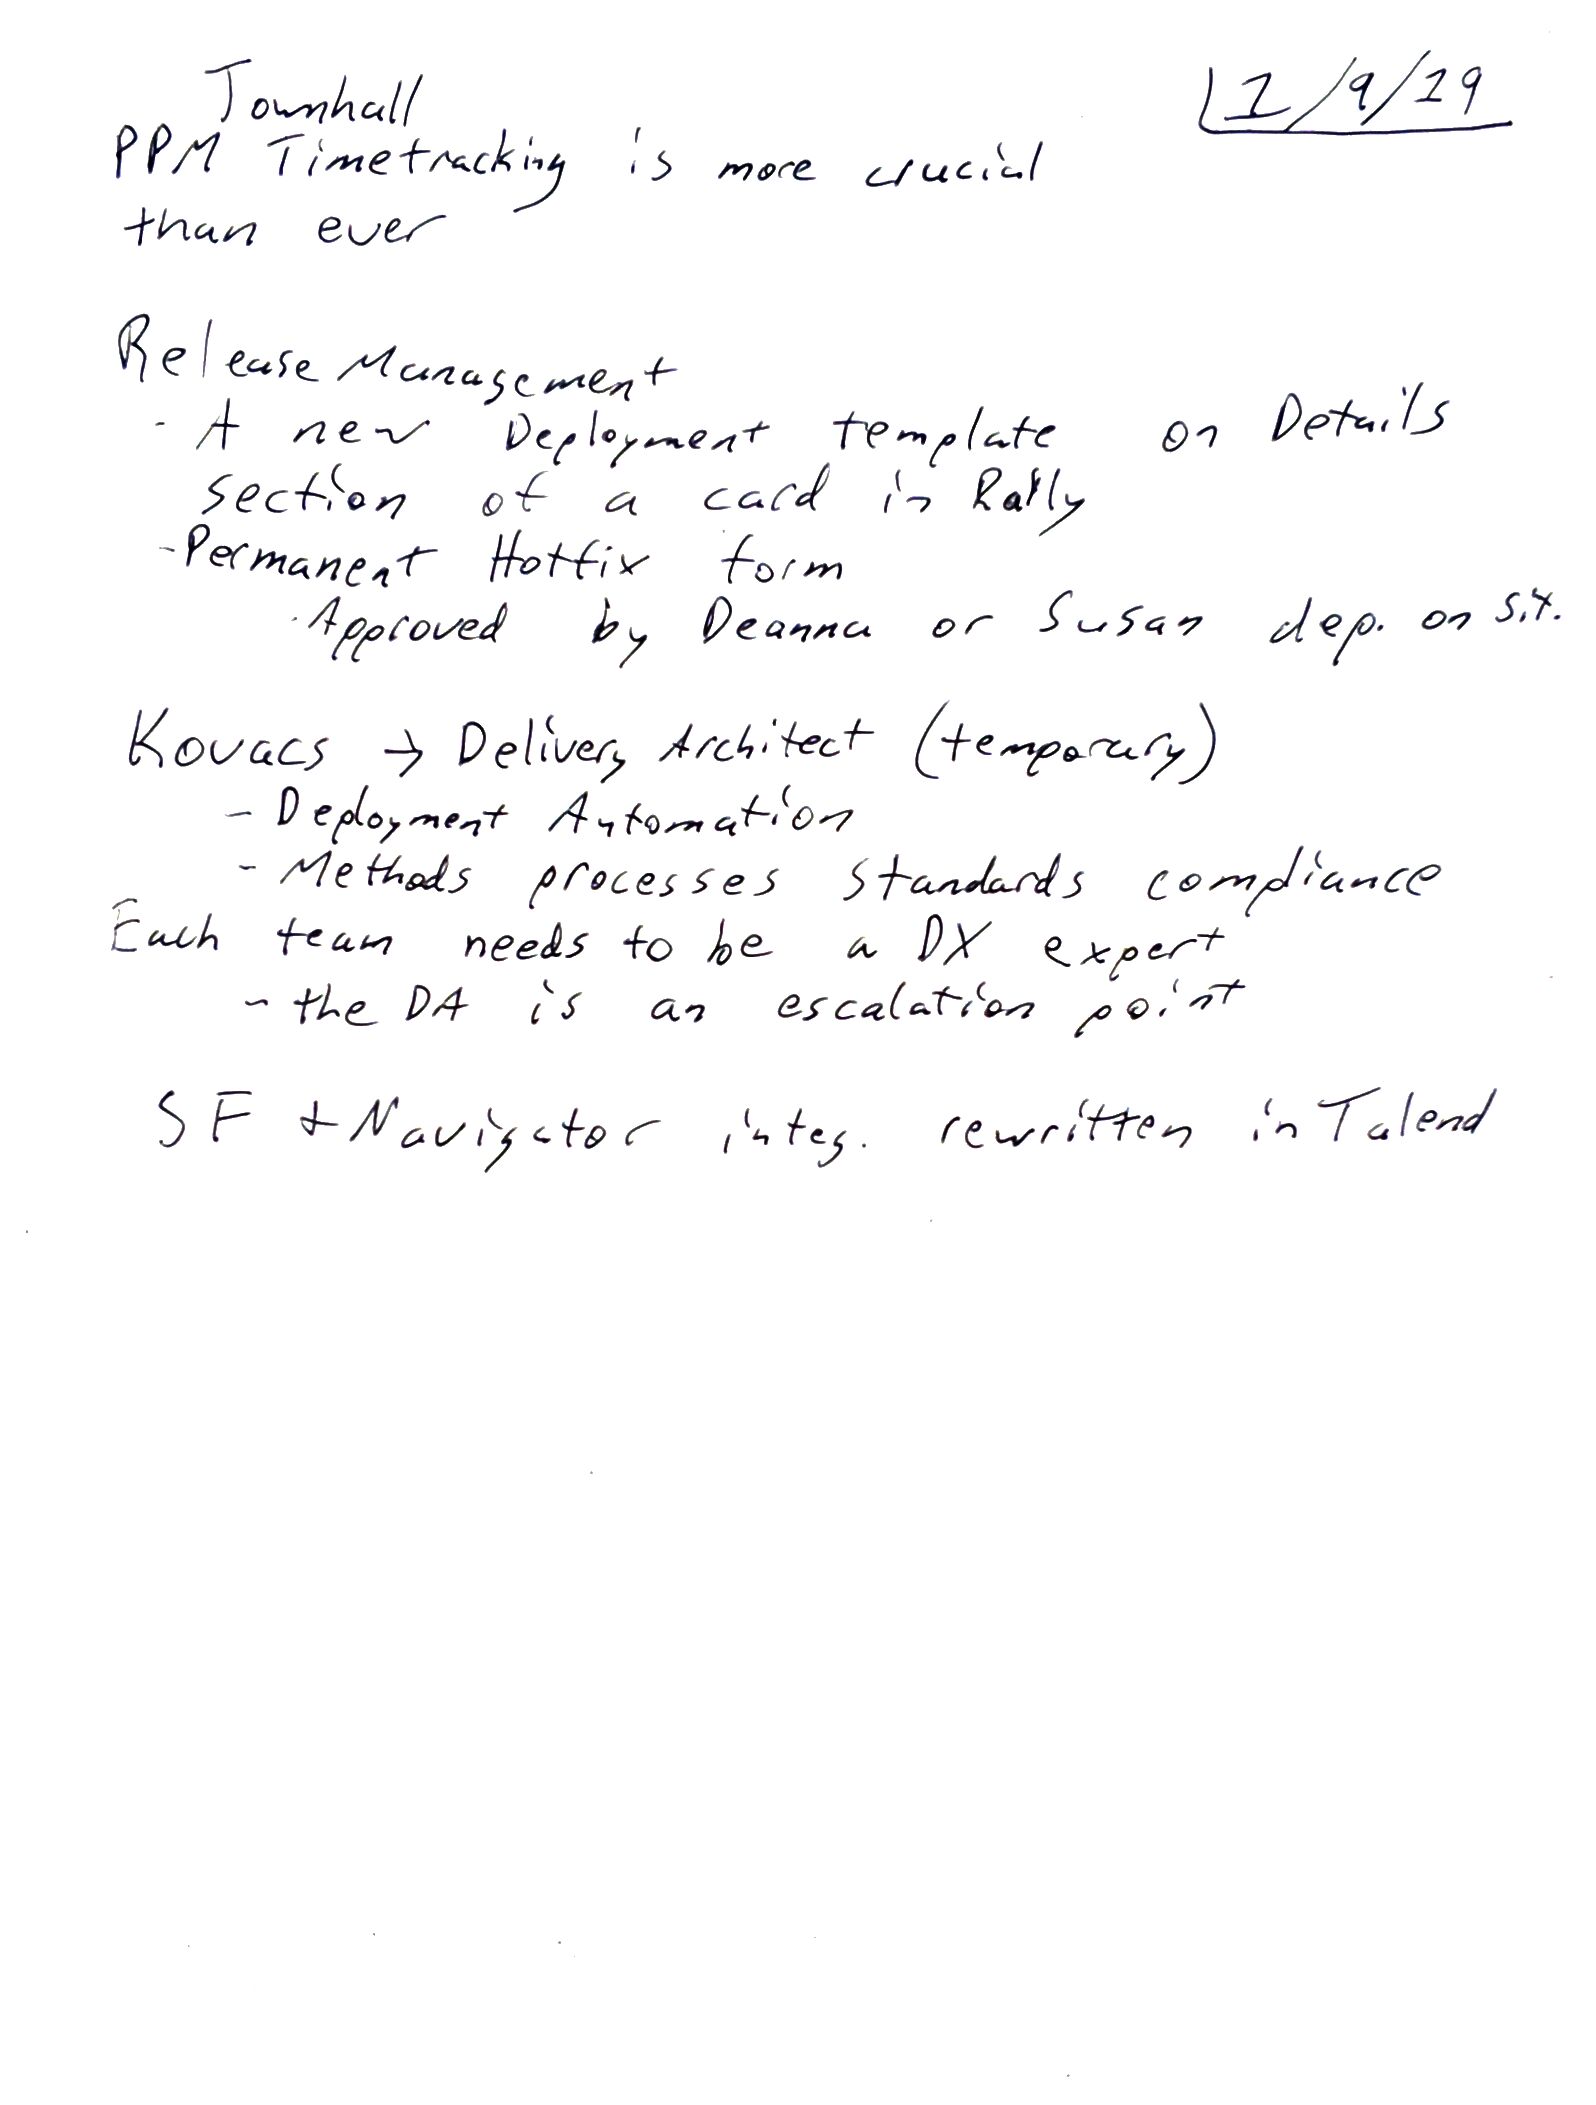 Townhall
1/9/19
PPM Timetracking is more crucial
than ever
Release Management
- A new Deployment template on Details
section of a card in Rally
- Permanent Hotfix form
· Approved by Deanna or Susan dep. on sit.
Kovacs → Delivery Architect (temporary)
- Deployment Automation
- Methods processes standards compliance
Each team needs to be a DX expert
- the DA is an escalation point
SF + Navigator integ. rewritten in Talend